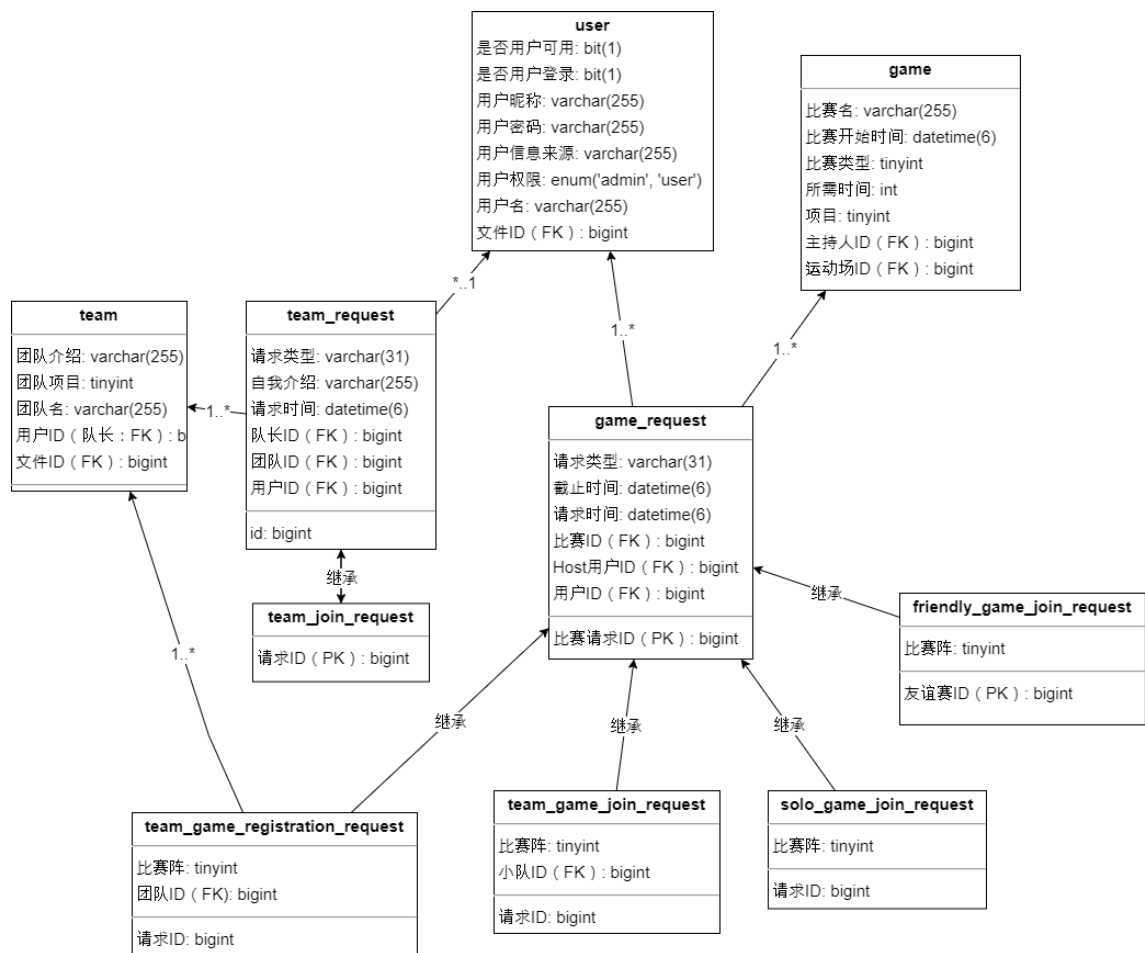 user
是否用户可用: bit(1)
是否用户登录: bit(1)
用户昵称: varchar(255)
用户密码: varchar(255)
用户信息来源: varchar(255)
用户权限: enum('admin', 'user')
用户名: varchar(255)
文件ID（FK）: bigint
game
比赛名: varchar(255)
比赛开始时间: datetime(6)
比赛类型: tinyint
所需时间: int
项目: tinyint
主持人ID（FK）: bigint
运动场ID（FK）: bigint
*..1
1..*
1..*
team
团队介绍: varchar(255)
团队项目: tinyint
团队名: varchar(255)
用户ID（队长：FK）: b
文件ID（FK）: bigint
1..*
team_request
请求类型: varchar(31)
自我介绍: varchar(255)
请求时间: datetime(6)
队长ID（FK）: bigint
团队ID（FK）: bigint
用户ID（FK）: bigint
id: bigint
继承
team_join_request
请求ID（PK）: bigint
game_request
请求类型: varchar(31)
截止时间: datetime(6)
请求时间: datetime(6)
比赛ID（FK）: bigint
Host用户ID（FK）: bigint
用户ID（FK）: bigint
比赛请求ID（PK）: bigint
继承
friendly_game_join_request
比赛阵: tinyint
友谊赛ID（PK）: bigint
1..*
继承
继承
继承
team_game_registration_request
比赛阵: tinyint
团队ID（FK): bigint
请求ID: bigint
team_game_join_request
比赛阵: tinyint
小队ID（FK）: bigint
请求ID: bigint
solo_game_join_request
比赛阵: tinyint
请求ID: bigint